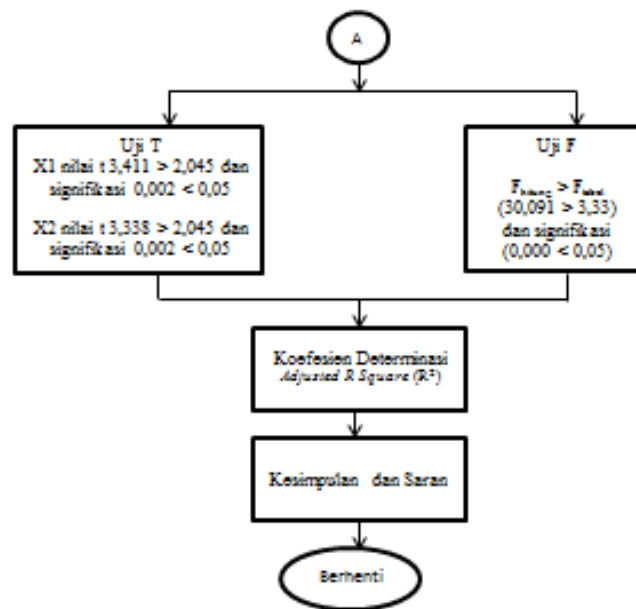 A
Uji T
X1 nilai t 3,411 > 2,045 dan
signifikasi 0,002 < 0,05
X2 nilai t 3,338 > 2,045 dan
signifikasi 0,002 < 0,05
Uji F
Fhitung > Ftabel
(30,091 > 3,33)
dan signifikasi
(0,000 < 0,05)
Koefesien Determinasi
Adjusted R Square (R²)
Kesimpulan dan Saran
Berhenti